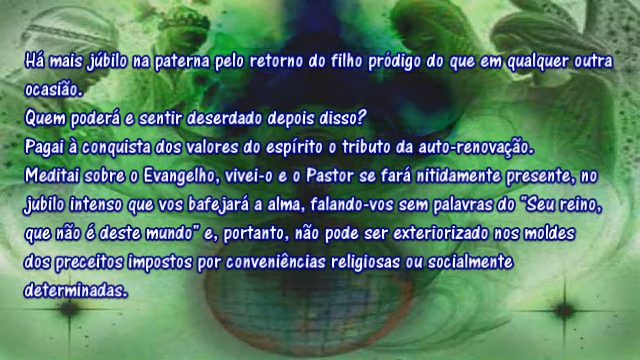 Há mais júbilo na paterna pelo retorno do filho pródigo do que em qualquer outra
ocasião.
Quem poderá e sentir deserdado depois disso?
Pagai à conquista dos valores do espírito o tributo da auto-renovação.
Meditai sobre o Evangelho, vivei-o e o Pastor se fará nitidamente presente, no
jubilo intenso que vos bafejará a alma, falando-vos sem palavras do "Seu reino,
que não é deste mundo" e, portanto, não pode ser exteriorizado nos moldes
dos preceitos impostos por conveniências religiosas ou socialmente
determinadas.